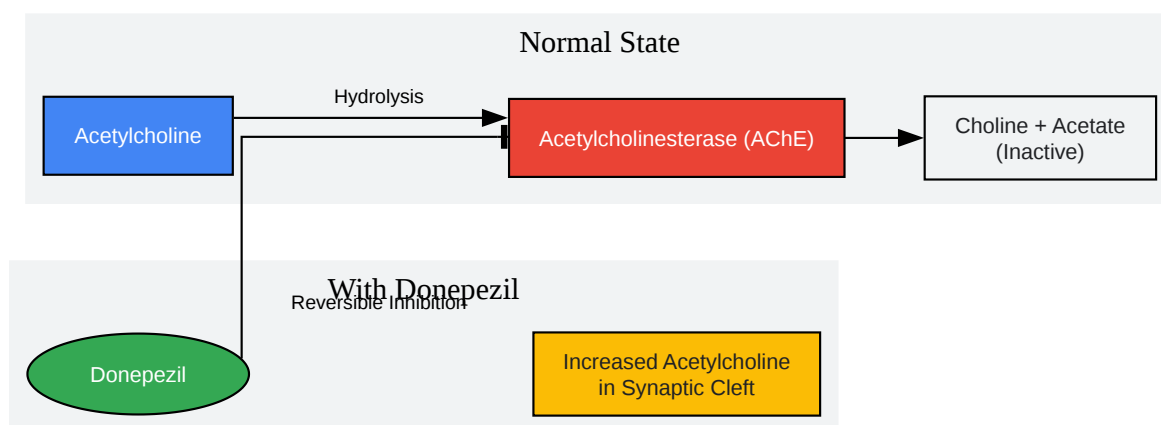 Normal State
Hydrolysis
Acetylcholine
Acetylcholinesterase (AChE)
Choline + Acetate
(Inactive)
With Donepezil
Reversible Inhibition
Donepezil
Increased Acetylcholine
in Synaptic Cleft